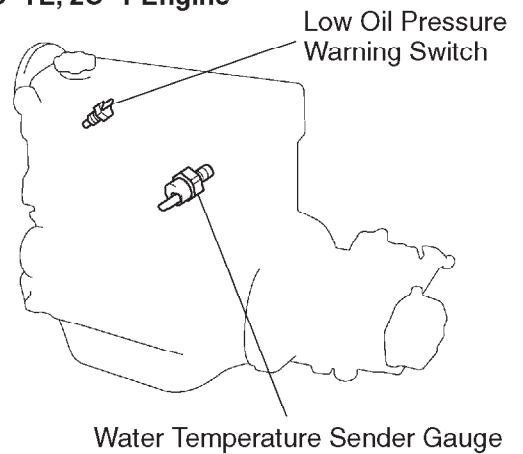 Engine
Low Oil Pressure
Warning Switch
Water Temperature Sender Gauge